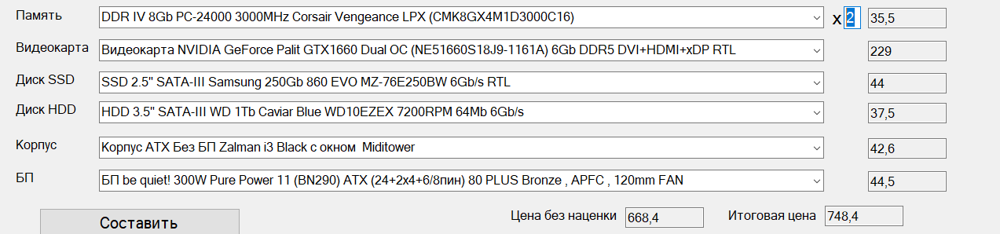 Память DDR IV 8Gb PC-24000 3000MHz Corsair Vengeance LPX (CMK8GX4M1D3000C16) x 2 35,5
Видеокарта Видеокарта NVIDIA GeForce Palit GTX1660 Dual OC (NE51660S18J9-1161A) 6Gb DDR5 DVI+HDMI+xDP RTL 229
Диск SSD SSD 2.5" SATA-III Samsung 250Gb 860 EVO MZ-76E250BW 6Gb/s RTL 44
Диск HDD HDD 3.5" SATA-III WD 1Tb Caviar Blue WD10EZEX 7200RPM 64Mb 6Gb/s 37,5
Корпус Корпус ATX Без БП Zalman i3 Black с окном Miditower 42,6
БП БП be quiet! 300W Pure Power 11 (BN290) ATX (24+2x4+6/8пин) 80 PLUS Bronze , APFC , 120mm FAN 44,5
Составить Цена без наценки 668,4 Итоговая цена 748,4